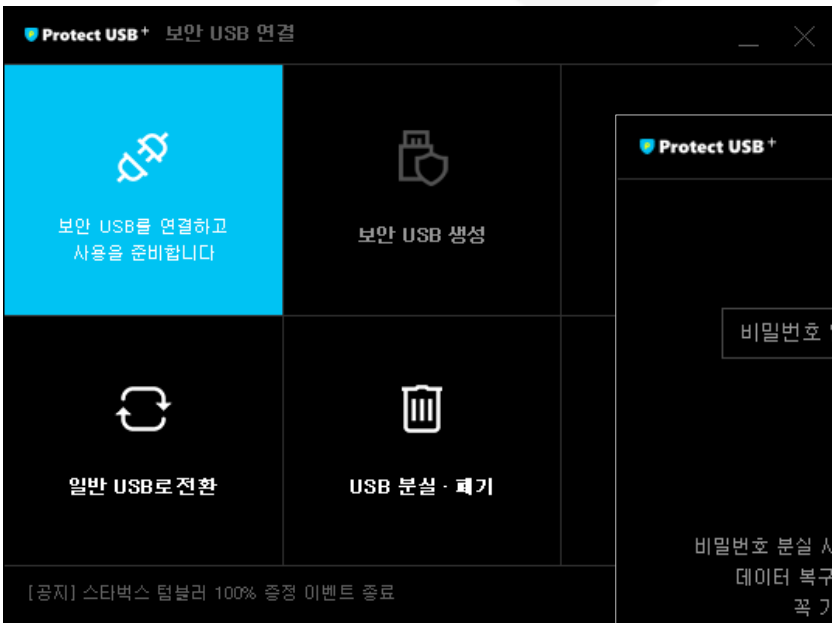 Protect USB+ 보안 USB 연결
보안 USB를 연결하고
사용을 준비합니다
보안 USB 생성
일반 USB로 전환
USB 분실 · 폐기
[공지] 스타벅스 텀블러 100% 증정 이벤트 종료
Protect USB+
비밀번호
비밀번호 분실
데이터 복구
꼭